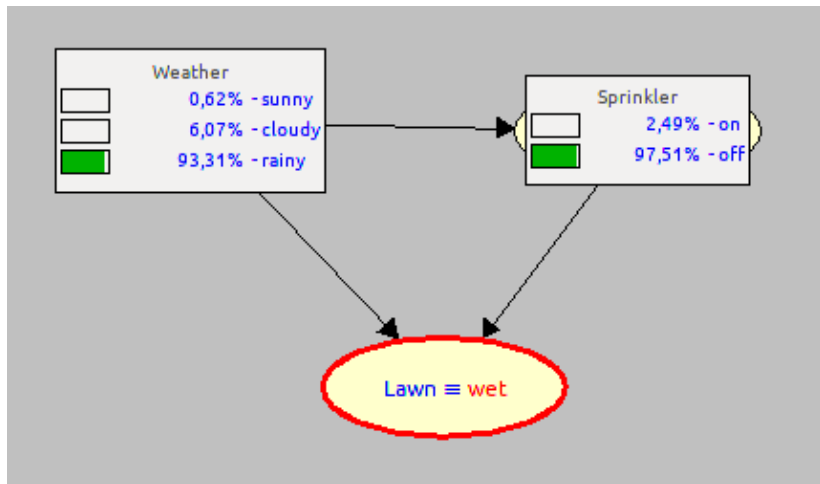 Weather
0,62% - sunny
6,07% - cloudy
93,31% - rainy
Sprinkler
2,49% - on
97,51% - off
Lawn ≡ wet